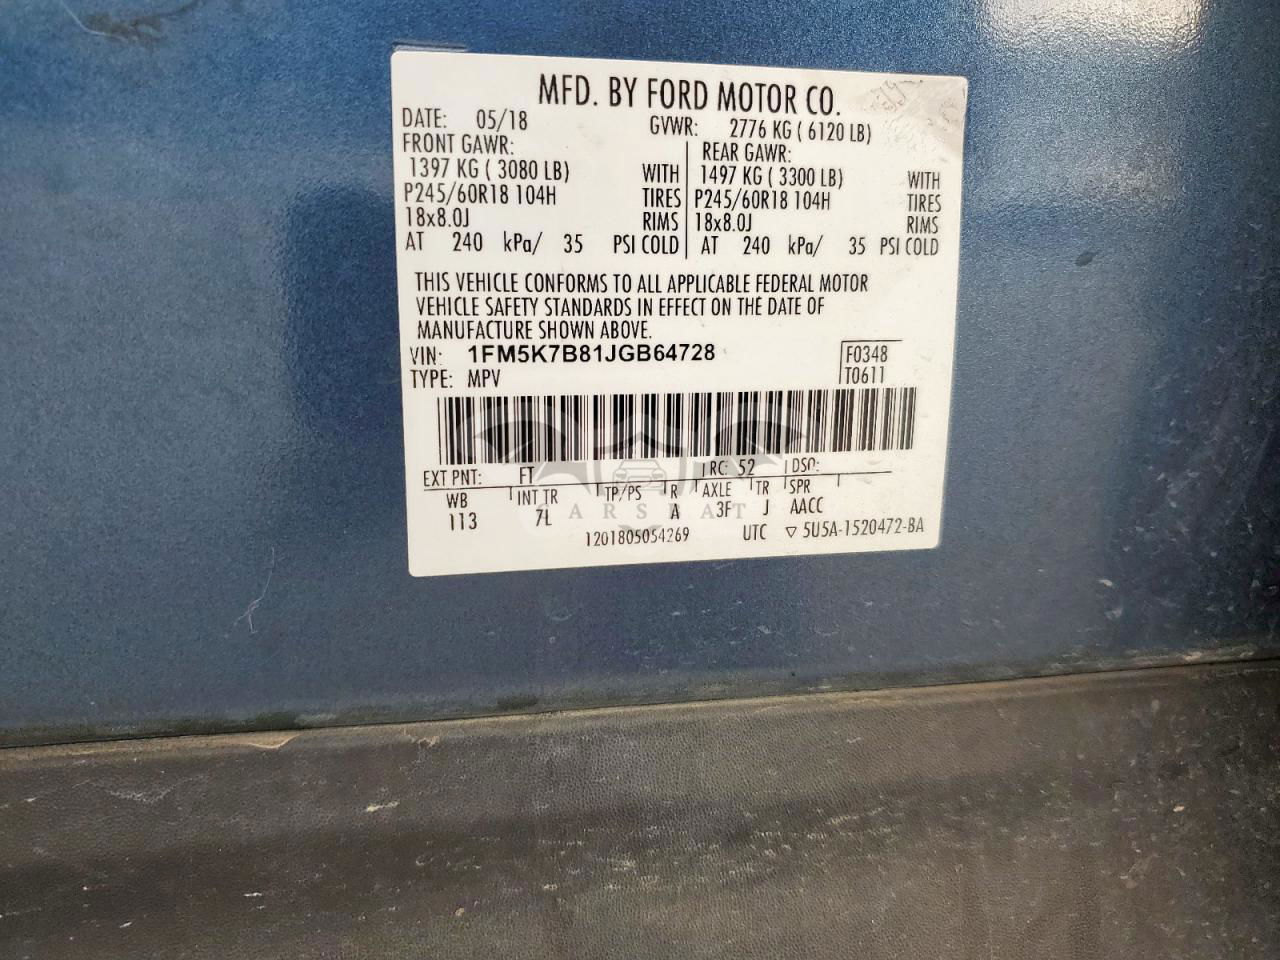 MFD. BY FORD MOTOR CO.
DATE: 05/18 GVWR: 2776 KG ( 6120 LB)
FRONT GAWR: REAR GAWR:
1397 KG ( 3080 LB) WITH 1497 KG ( 3300 LB) WITH
P245/60R18 104H TIRES P245/60R18 104H TIRES
18x8.0J RIMS 18x8.0J RIMS
AT 240 kPa/ 35 PSI COLD AT 240 kPa/ 35 PSI COLD
THIS VEHICLE CONFORMS TO ALL APPLICABLE FEDERAL MOTOR
VEHICLE SAFETY STANDARDS IN EFFECT ON THE DATE OF
MANUFACTURE SHOWN ABOVE.
VIN: 1FM5K7B81JGB64728 F0348
TYPE: MPV T0611
EXT PNT: FT RC: 52 DSO:
WB INT TR TP/PS R AXLE TR SPR
113 7L A 3F J AACC
CARSBAT
1201805054269 UTC ▽ 5U5A-1520472-BA